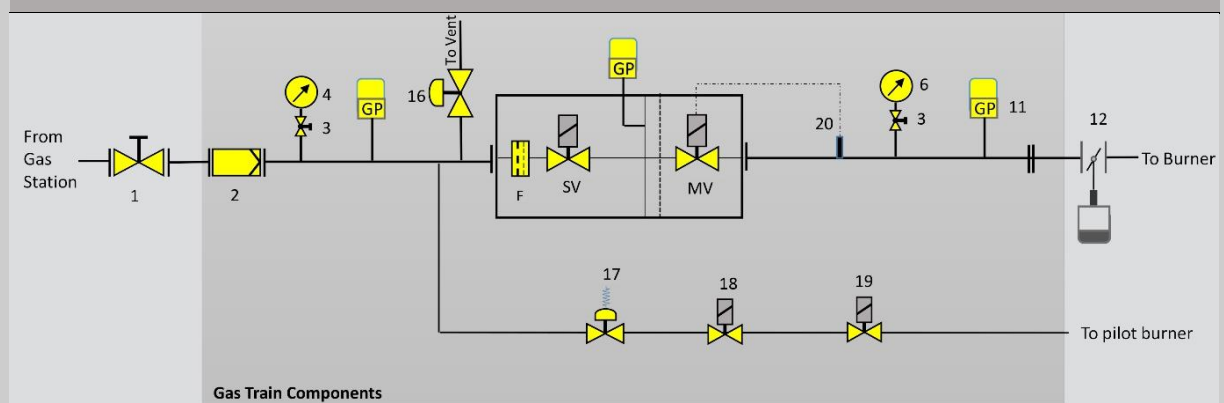 To Vent
From
Gas
Station
1
2
4
3
GP
16
GP
F
SV
MV
20
6
3
GP
11
12
To Burner
17
18
19
To pilot burner
Gas Train Components